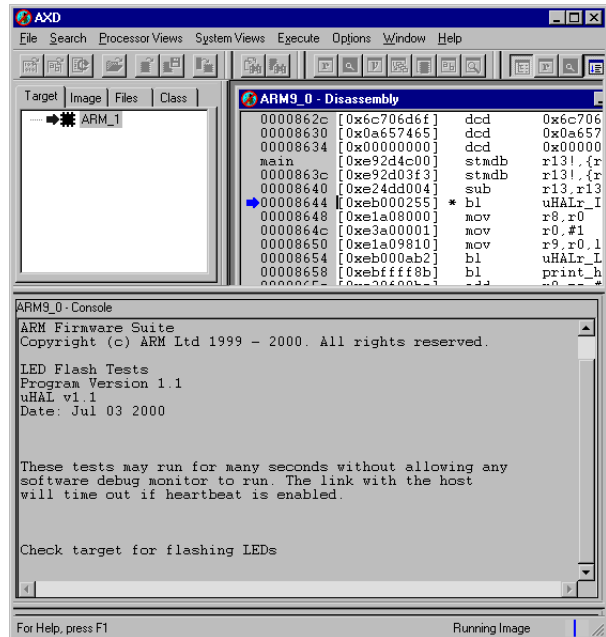 AXD
File Search Processor Views System Views Execute Options Window Help
Target Image Files Class
ARM_1
ARM9_0 - Disassembly
0000862c [0x6c706d6f] dcd 0x6c706
00008630 [0x0a657465] dcd 0x0a657
00008634 [0x00000000] dcd 0x00000
main [0xe92d4c00] stmdb r13!,{r
0000863c [0xe92d03f3] stmdb r13!,{r
00008640 [0xe24dd004] sub r13,r13
00008644 [0xeb000255] * bl uHALr_I
00008648 [0xe1a08000] mov r8,r0
0000864c [0xe3a00001] mov r0,#1
00008650 [0xe1a09810] mov r9,r0,l
00008654 [0xeb000ab2] bl uHALr_L
00008658 [0xebffff8b] bl print_h
ARM9_0 - Console
ARM Firmware Suite
Copyright (c) ARM Ltd 1999 - 2000. All rights reserved.
LED Flash Tests
Program Version 1.1
uHAL v1.1
Date: Jul 03 2000
These tests may run for many seconds without allowing any
software debug monitor to run. The link with the host
will time out if heartbeat is enabled.
Check target for flashing LEDs
For Help, press F1
Running Image